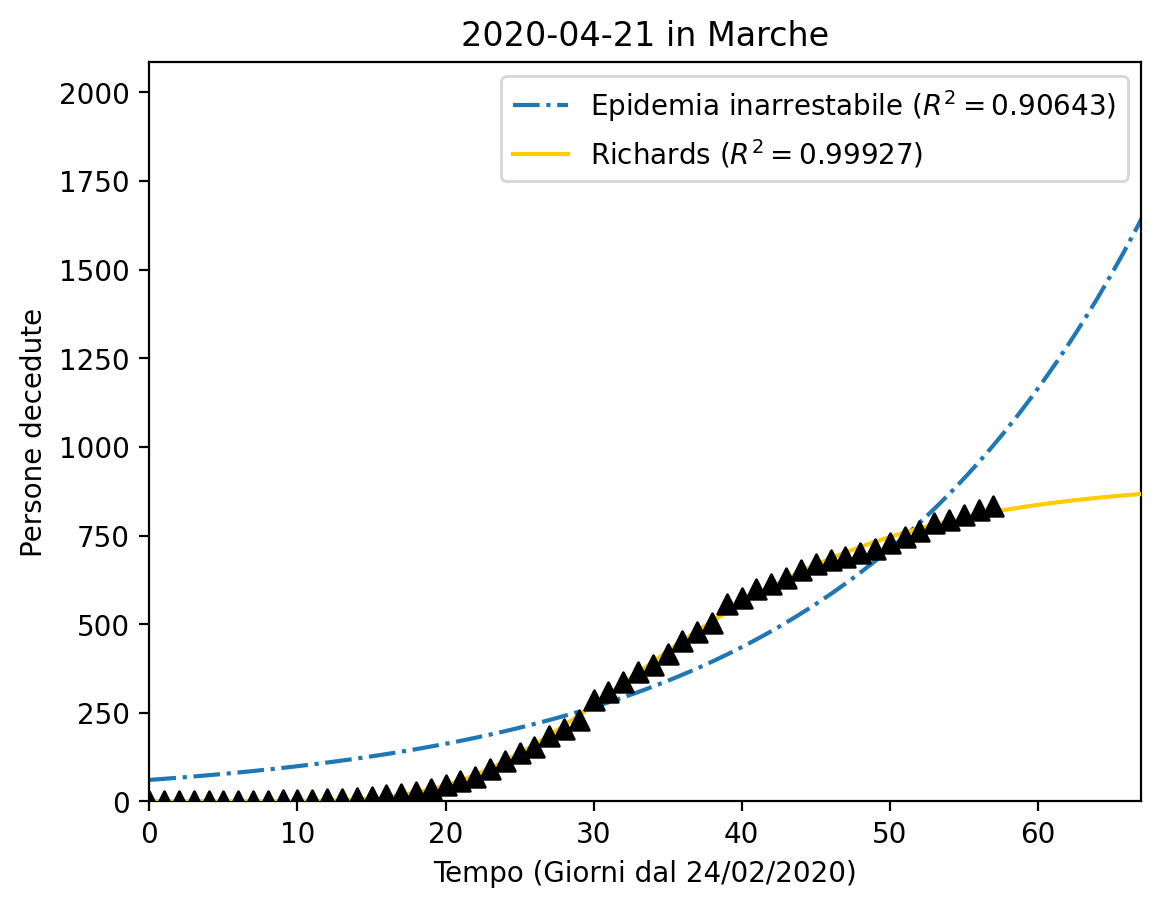 2020-04-21 in Marche
Epidemia inarrestabile (R² = 0.90643)
Richards (R² = 0.99927)
2000
1750
1500
1250
1000
750
500
250
0
Persone decedute
0 10 20 30 40 50 60
Tempo (Giorni dal 24/02/2020)